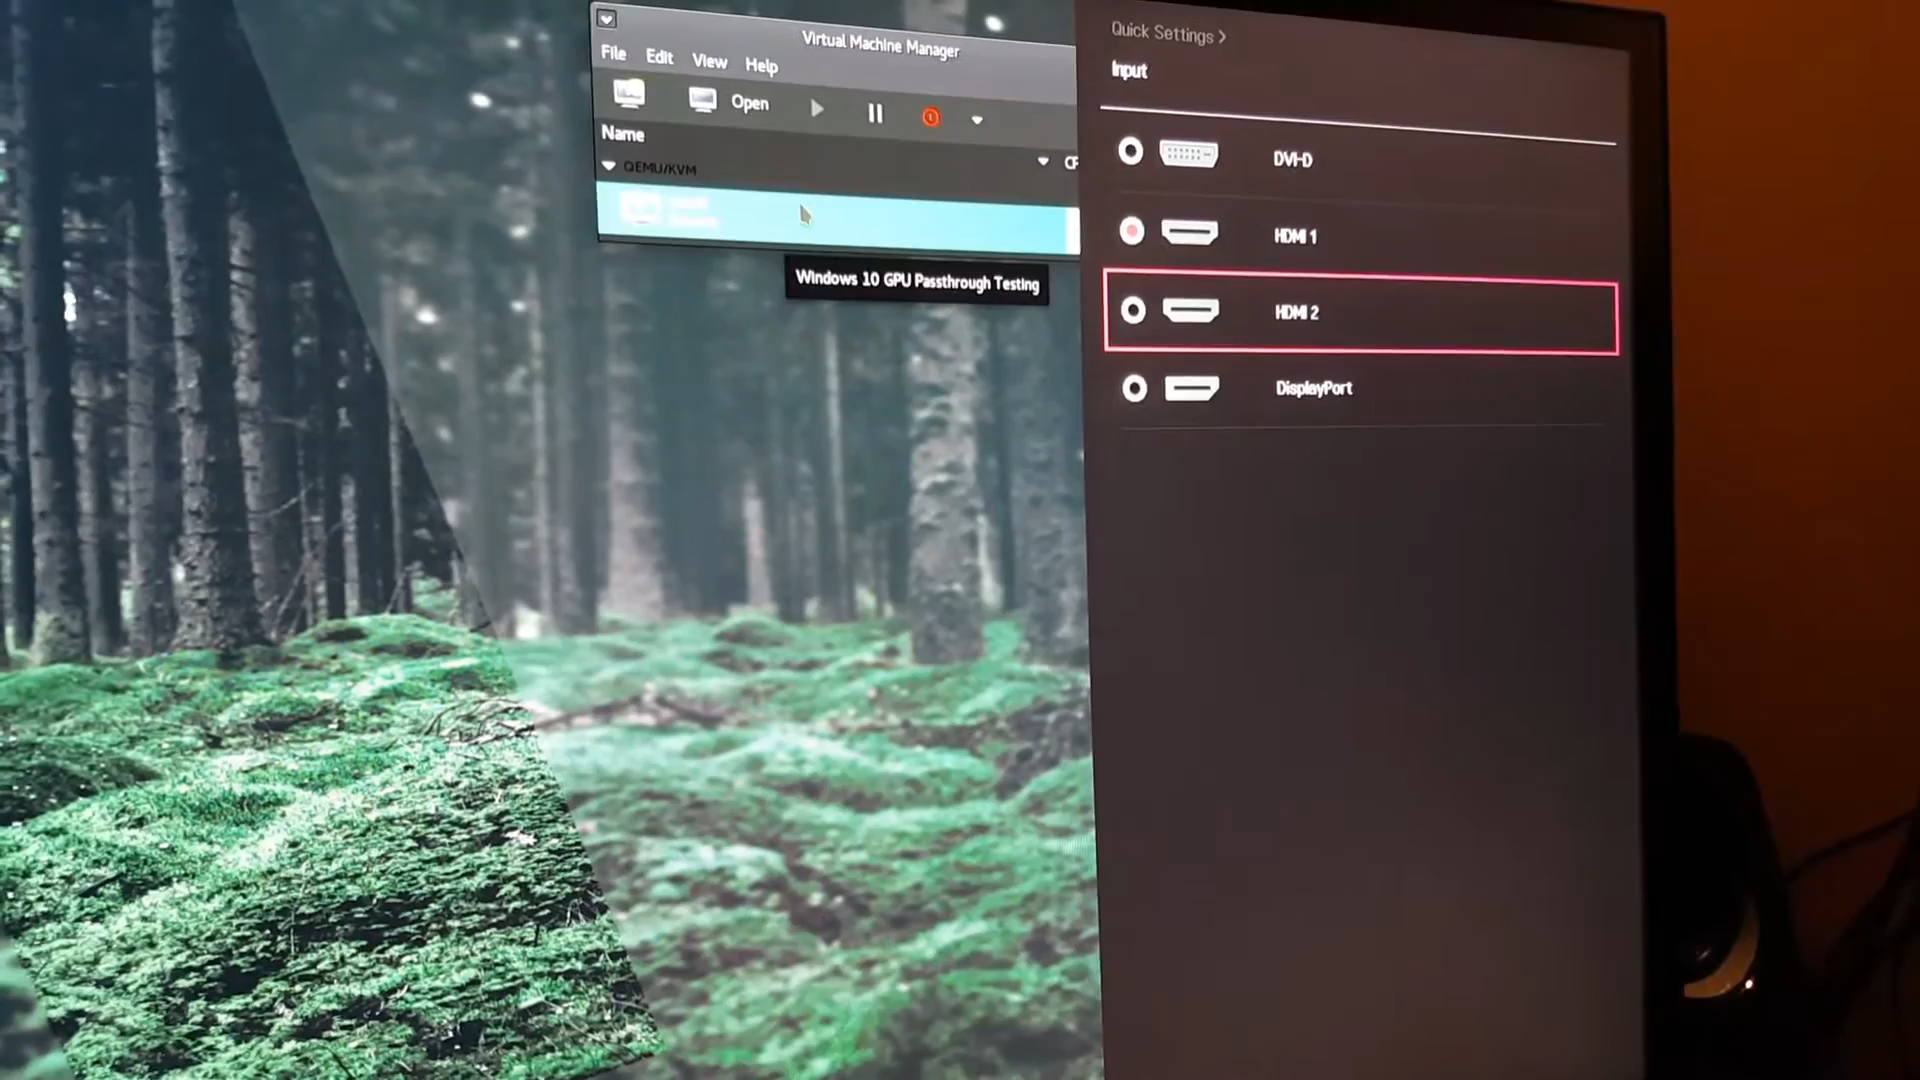 Virtual Machine Manager
File Edit View Help
Open
Name
QEMU/KVM
Windows 10 GPU Passthrough Testing
Quick Settings >
Input
DVI-D
HDMI 1
HDMI 2
DisplayPort